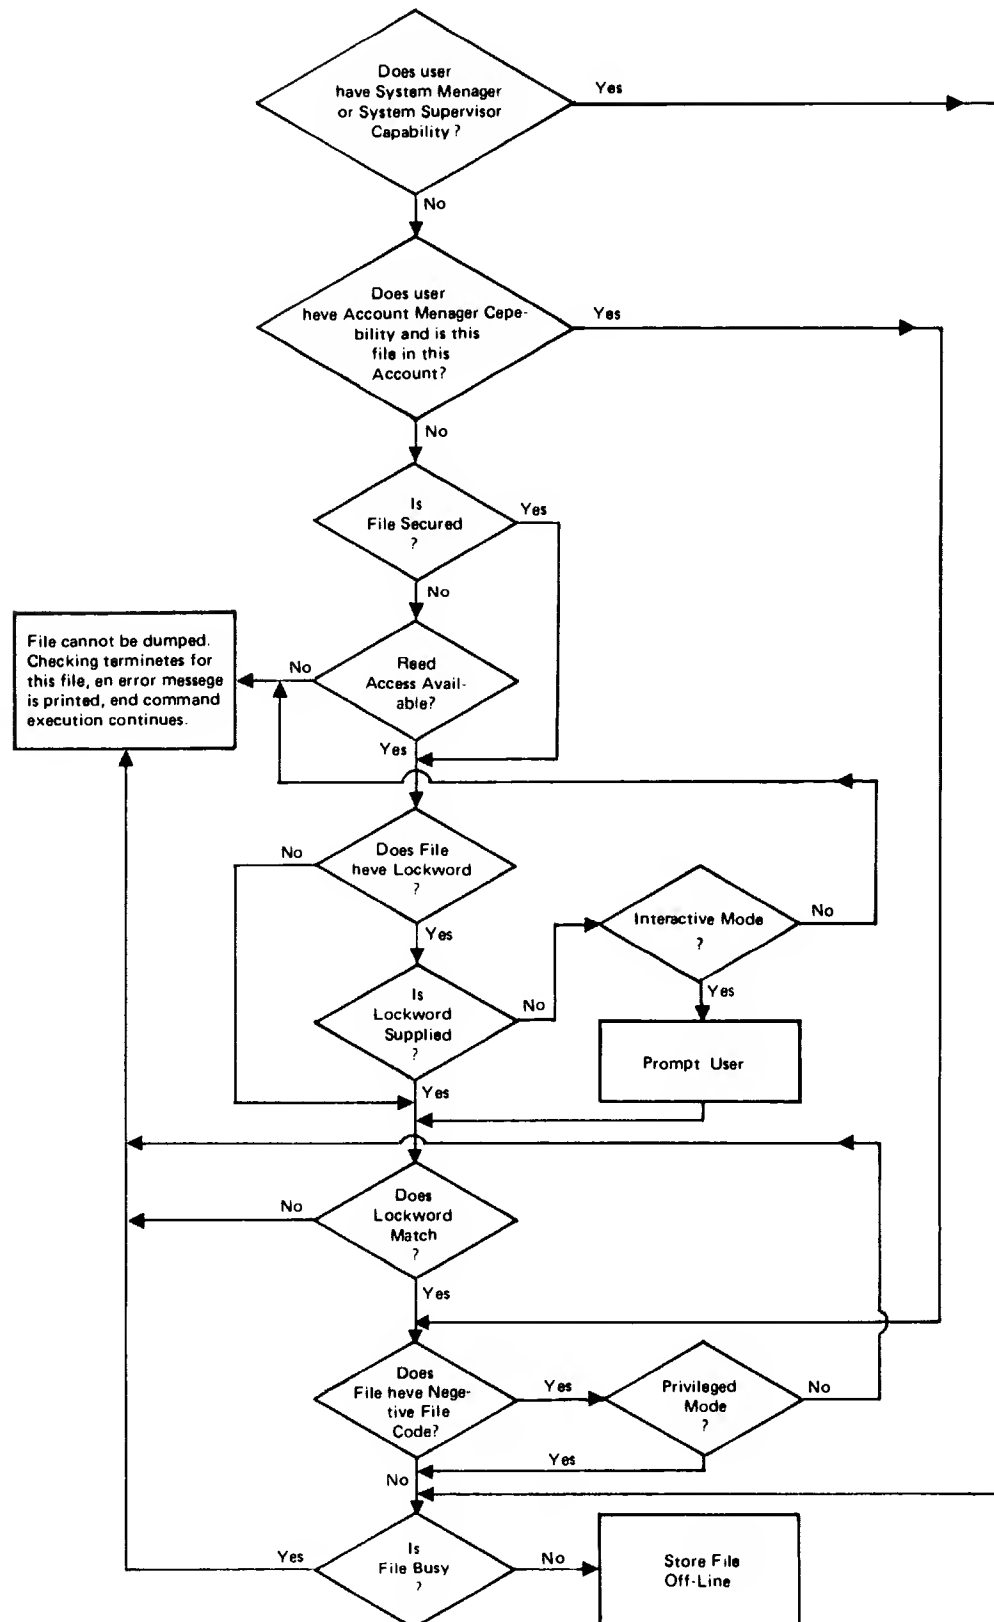 Does user
have System Menager
or System Supervisor
Capability ?
Yes
No
Does user
heve Account Menager Cepe-
bility and is this
file in this
Account?
Yes
No
Is
File Secured
?
Yes
No
File cannot be dumped.
Checking terminetes for
this file, en error messege
is printed, end command
execution continues.
No
Reed
Access Avail-
able?
Yes
No
Does File
heve Lockword
?
Yes
Interactive Mode
?
No
Yes
Is
Lockword
Supplied
?
No
Yes
Prompt User
No
Does
Lockword
Match
?
Yes
Does
File heve Nege-
tive File
Code?
Yes
Privileged
Mode
?
No
Yes
No
Yes
Is
File Busy
?
No
Store File
Off-Line